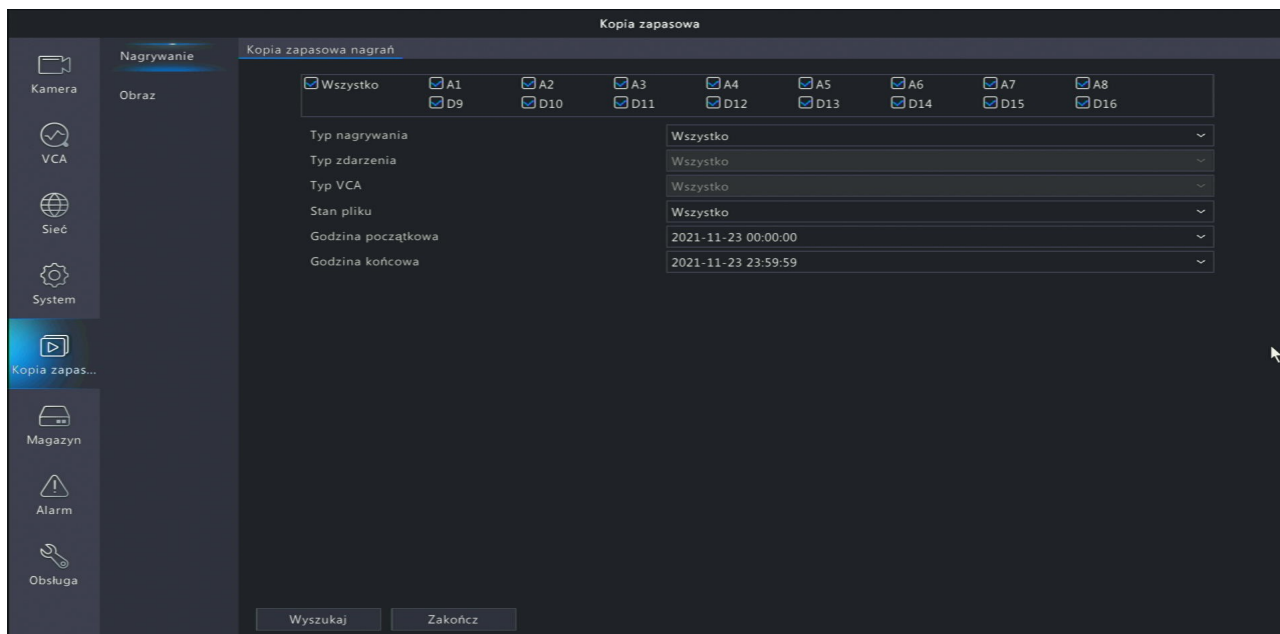 Kopia zapasowa
Kamera
VCA
Sieć
System
Kopia zapas...
Magazyn
Alarm
Obsługa
Nagrywanie
Obraz
Kopia zapasowa nagrań
Wszystko A1 A2 A3 A4 A5 A6 A7 A8
D9 D10 D11 D12 D13 D14 D15 D16
Typ nagrywania Wszystko
Typ zdarzenia Wszystko
Typ VCA Wszystko
Stan pliku Wszystko
Godzina początkowa 2021-11-23 00:00:00
Godzina końcowa 2021-11-23 23:59:59
Wyszukaj Zakończ